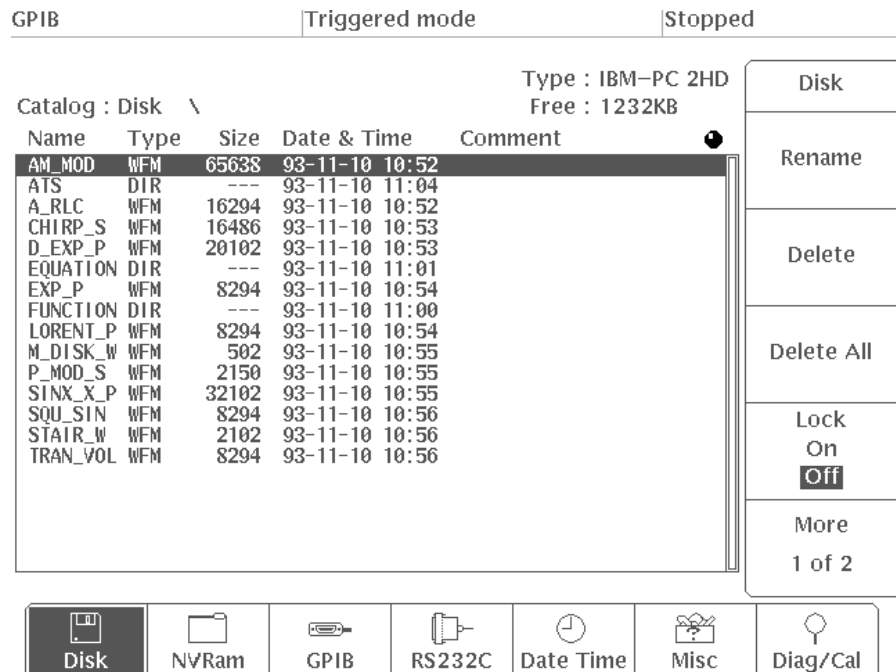 GPIB Triggered mode Stopped
Type : IBM-PC 2HD
Catalog : Disk \ Free : 1232KB
Name Type Size Date & Time Comment
AM_MOD WFM 65638 93-11-10 10:52
ATS DIR --- 93-11-10 11:04
A_RLC WFM 16294 93-11-10 10:52
CHIRP_S WFM 16486 93-11-10 10:53
D_EXP_P WFM 20102 93-11-10 10:53
EQUATION DIR --- 93-11-10 11:01
EXP_P WFM 8294 93-11-10 10:54
FUNCTION DIR --- 93-11-10 11:00
LORENT_P WFM 8294 93-11-10 10:54
M_DISK_W WFM 502 93-11-10 10:55
P_MOD_S WFM 2150 93-11-10 10:55
SINX_X_P WFM 32102 93-11-10 10:55
SQU_SIN WFM 8294 93-11-10 10:56
STAIR_W WFM 2102 93-11-10 10:56
TRAN_VOL WFM 8294 93-11-10 10:56
Disk
Rename
Delete
Delete All
Lock
On
Off
More
1 of 2
Disk NVRam GPIB RS232C Date Time Misc Diag/Cal